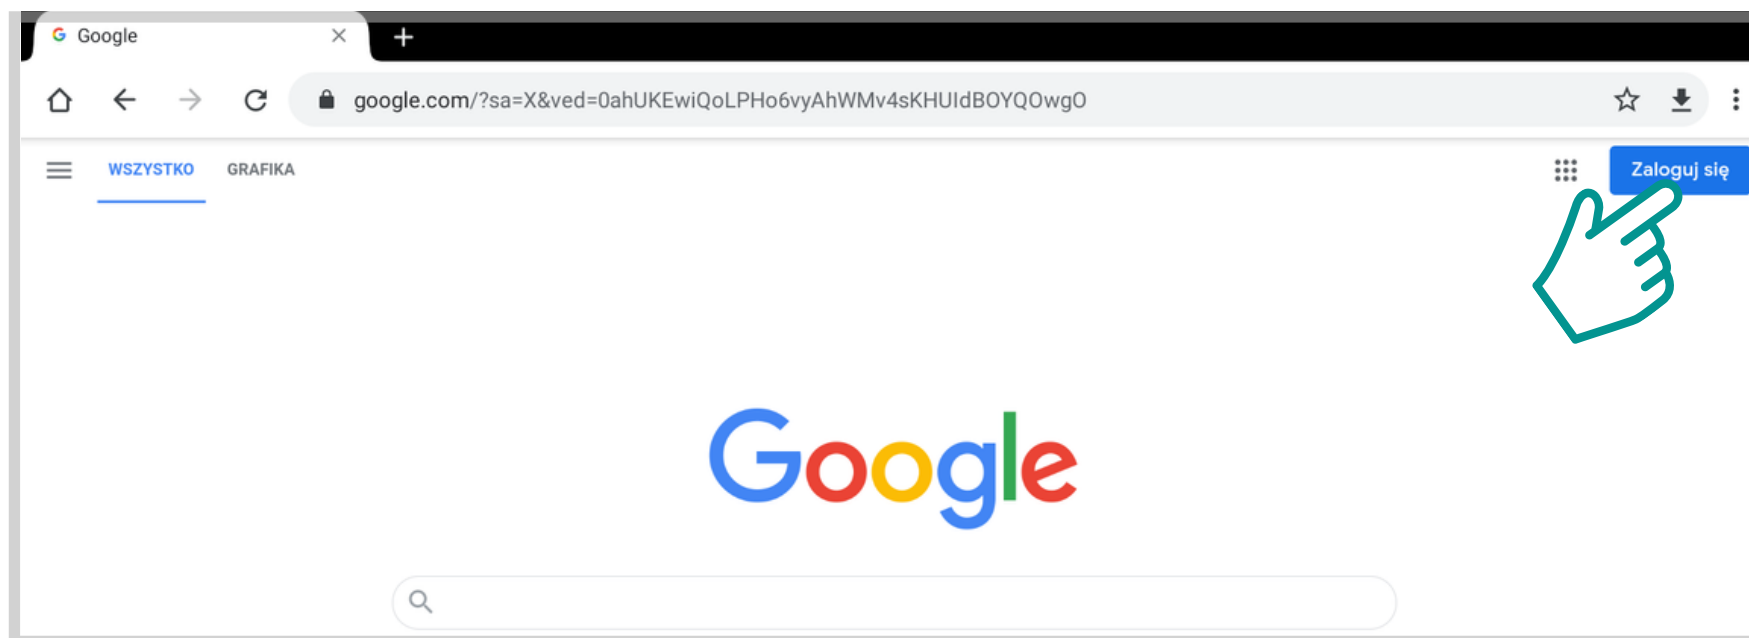 Google
google.com/?sa=X&ved=0ahUKEwiQoLPHo6vyAhWMv4sKHUIdBOYQOwgO
WSZYSTKO GRAFIKA Zaloguj się
Google